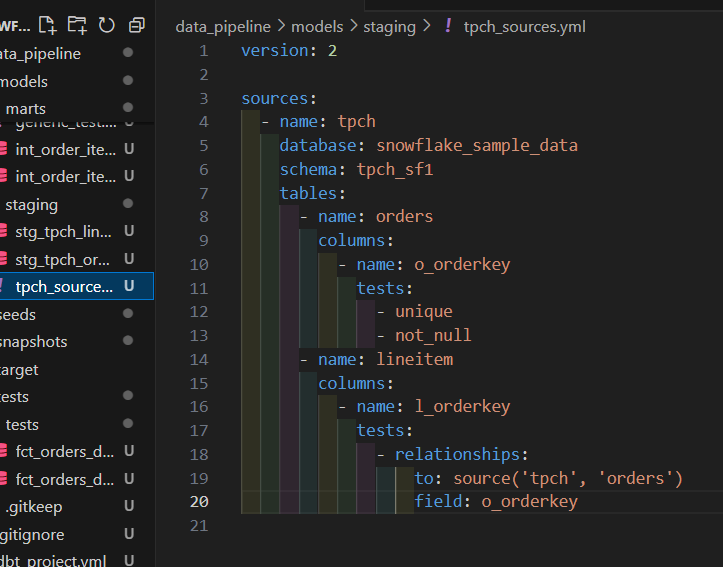 WF...
data_pipeline > models > staging > ! tpch_sources.yml
ata_pipeline
models
marts
generic_test.... U
int_order_ite... U
int_order_ite... U
staging
stg_tpch_lin... U
stg_tpch_or... U
! tpch_source... U
seeds
snapshots
target
tests
tests
fct_orders_d... U
fct_orders_d... U
.gitkeep U
gitignore U
dbt_project.yml U
1 version: 2
2
3 sources:
4   - name: tpch
5     database: snowflake_sample_data
6     schema: tpch_sf1
7     tables:
8       - name: orders
9         columns:
10           - name: o_orderkey
11             tests:
12               - unique
13               - not_null
14       - name: lineitem
15         columns:
16           - name: l_orderkey
17             tests:
18               - relationships:
19                   to: source('tpch', 'orders')
20                   field: o_orderkey
21